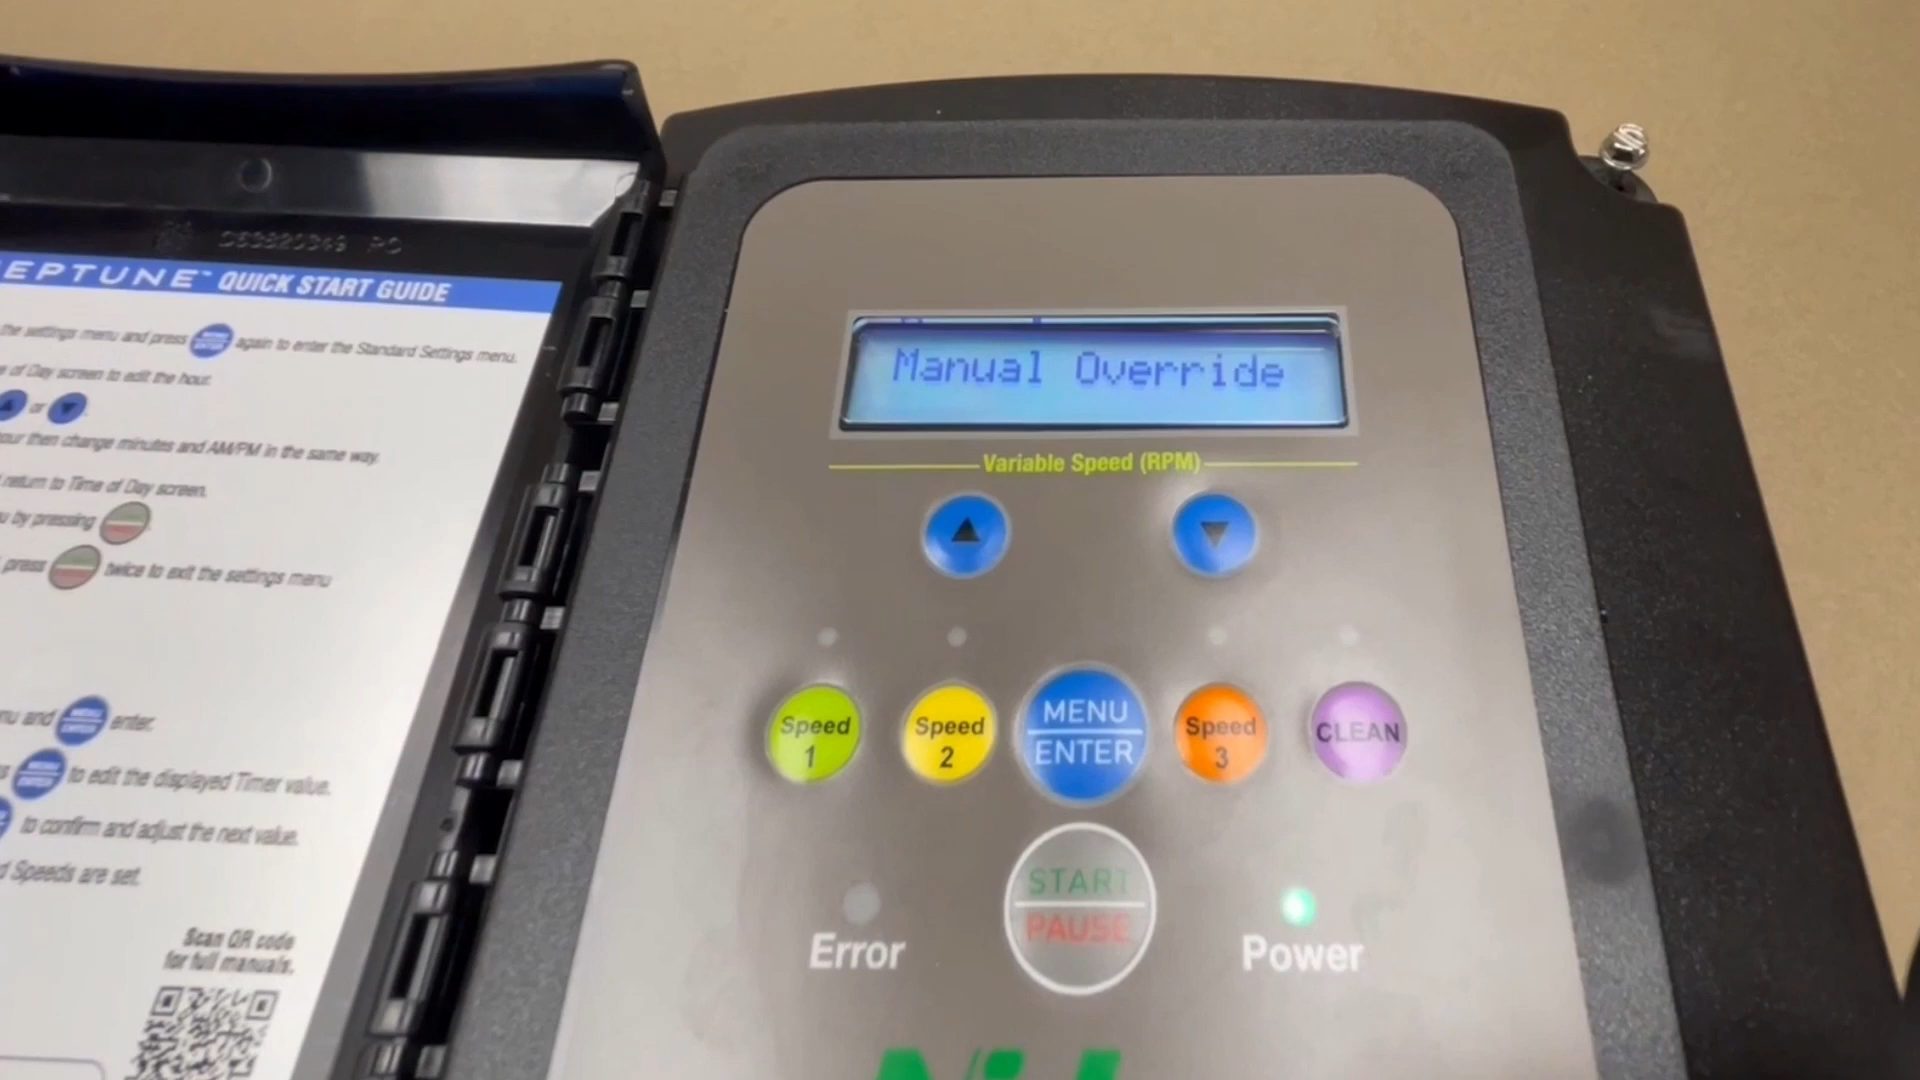 QUICK START GUIDE
the settings menu and press MENU ENTER again to enter the Standard Settings menu.
of Day screen to edit the hour.
or
hour then change minutes and AM/PM in the same way.
return to Time of Day screen.
by pressing
press twice to exit the settings menu
and MENU enter.
to edit the displayed Timer value.
to confirm and adjust the next value.
Speeds are set.
Scan QR code
for full manuals.
Manual Override
Variable Speed (RPM)
Speed
1
Speed
2
MENU
ENTER
Speed
3
CLEAN
START
PAUSE
Error
Power